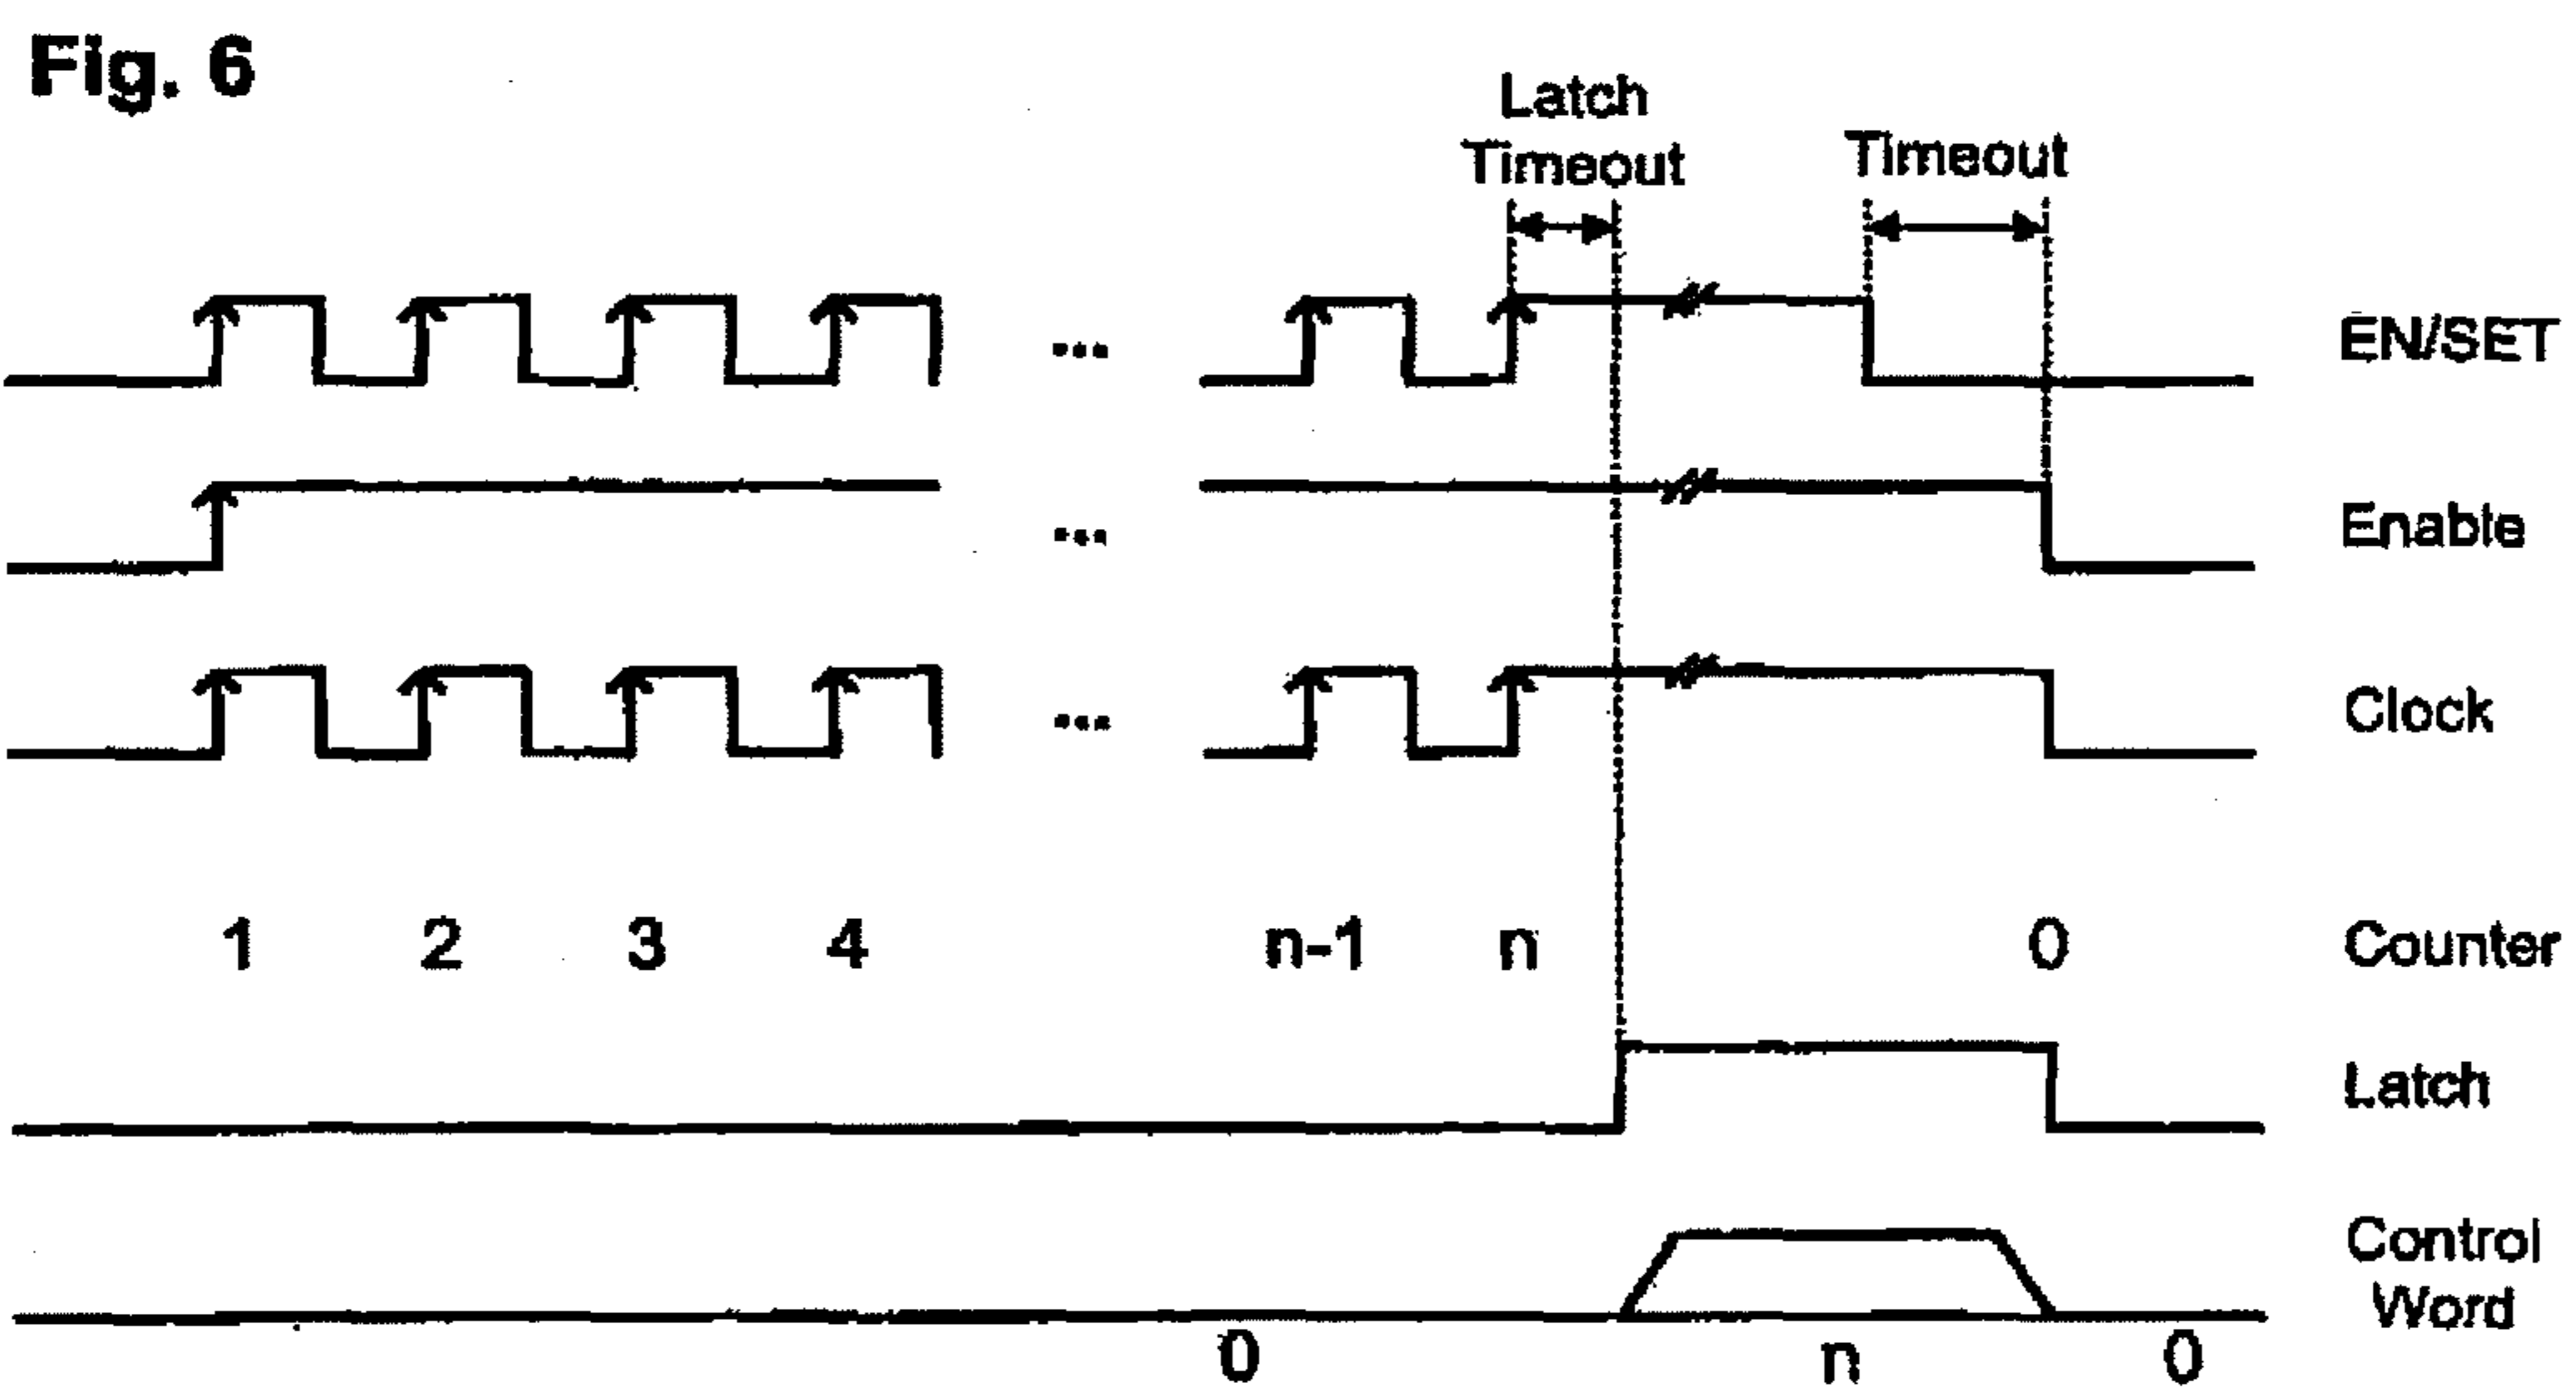 Fig. 6
Latch
Timeout
Timeout
EN/SET
...
Enable
...
Clock
...
1 2 3 4 n-1 n 0 Counter
Latch
Control
Word
0 n 0